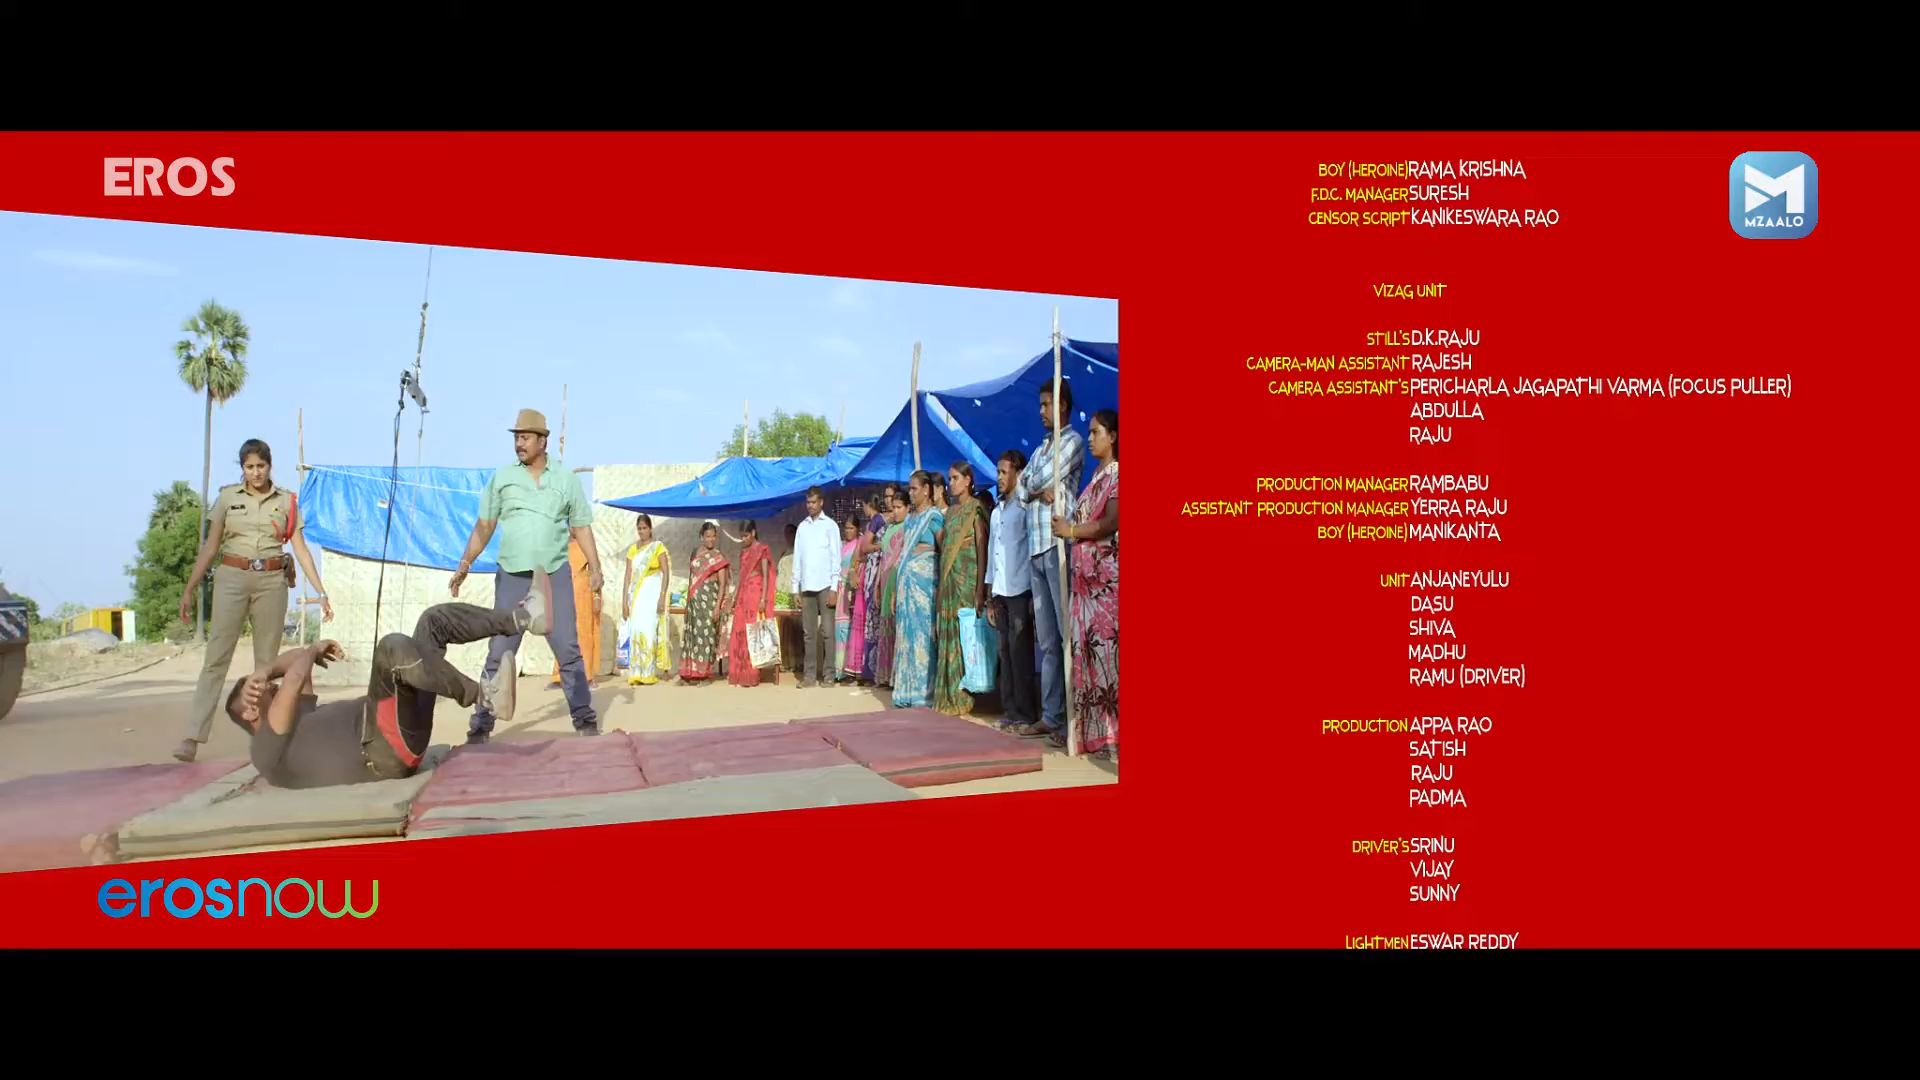 EROS
BOY (HEROINE) RAMA KRISHNA
F.D.C. MANAGER SURESH
CENSOR SCRIPT KANIKESWARA RAO
MZAALO
VIZAG UNIT
STILL'S D.K.RAJU
CAMERA-MAN ASSISTANT RAJESH
CAMERA ASSISTANT'S PERICHARLA JAGAPATHI VARMA (FOCUS PULLER)
ABDULLA
RAJU
PRODUCTION MANAGER RAMBABU
ASSISTANT PRODUCTION MANAGER YERRA RAJU
BOY (HEROINE) MANIKANTA
UNIT ANJANEYULU
DASU
SHIVA
MADHU
RAMU (DRIVER)
PRODUCTION APPA RAO
SATISH
RAJU
PADMA
DRIVER'S SRINU
VIJAY
SUNNY
LIGHTMEN ESWAR REDDY
erosnow